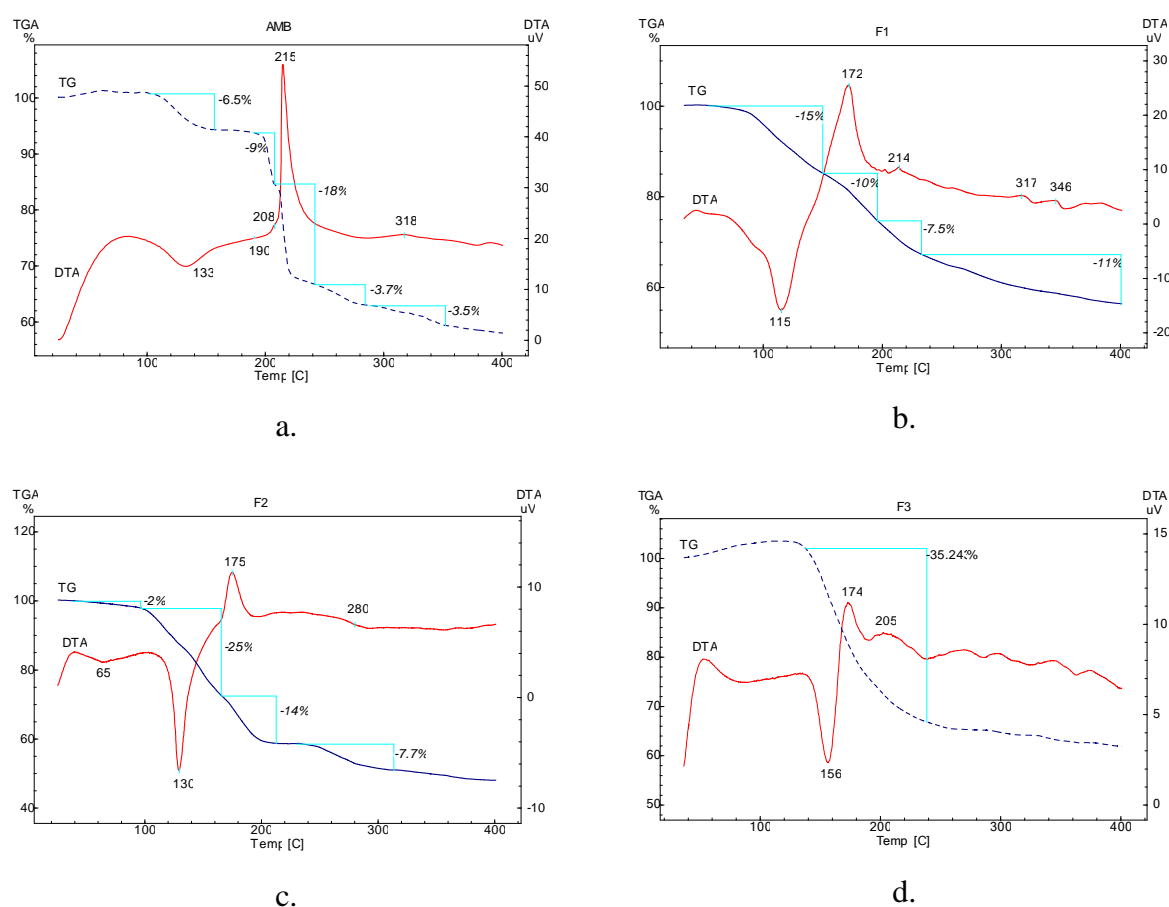 AMB
TGA
%
DTA
uV
TG
DTA
215
208
190
133
318
-6.5%
-9%
-18%
-3.7%
-3.5%
100
90
80
70
60
50
40
30
20
10
0
100
200
300
400
Temp [C]
a.
F1
TGA
%
DTA
uV
TG
DTA
172
214
317
346
115
-15%
-10%
-7.5%
-11%
100
80
60
30
20
10
0
-10
-20
100
200
300
400
Temp [C]
b.
F2
TGA
%
DTA
uV
TG
DTA
65
130
175
280
-2%
-25%
-14%
-7.7%
120
100
80
60
40
10
0
-10
100
200
300
400
Temp [C]
c.
F3
TGA
%
DTA
uV
TG
DTA
174
205
156
-35.24%
100
90
80
70
60
50
15
10
5
0
100
200
300
400
Temp [C]
d.